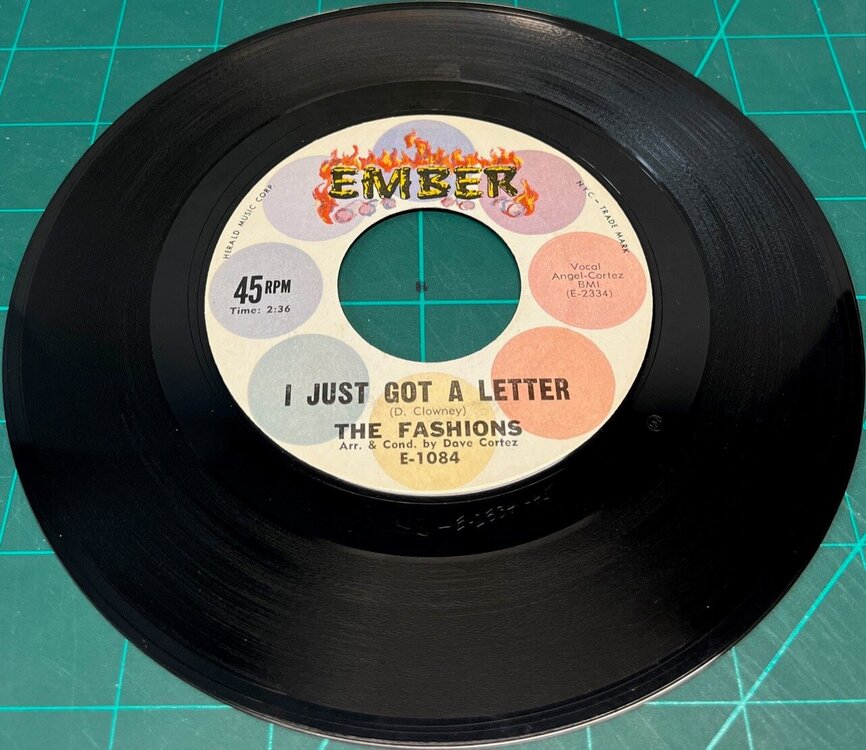 EMBER
HERALD MUSIC CORP
N.Y.C. - TRADE MARK
45 RPM
Time: 2:36
Vocal
Angel-Cortez
BMI
(E-2334)
I JUST GOT A LETTER
(D. Clowney)
THE FASHIONS
Arr. & Cond. by Dave Cortez
E-1084